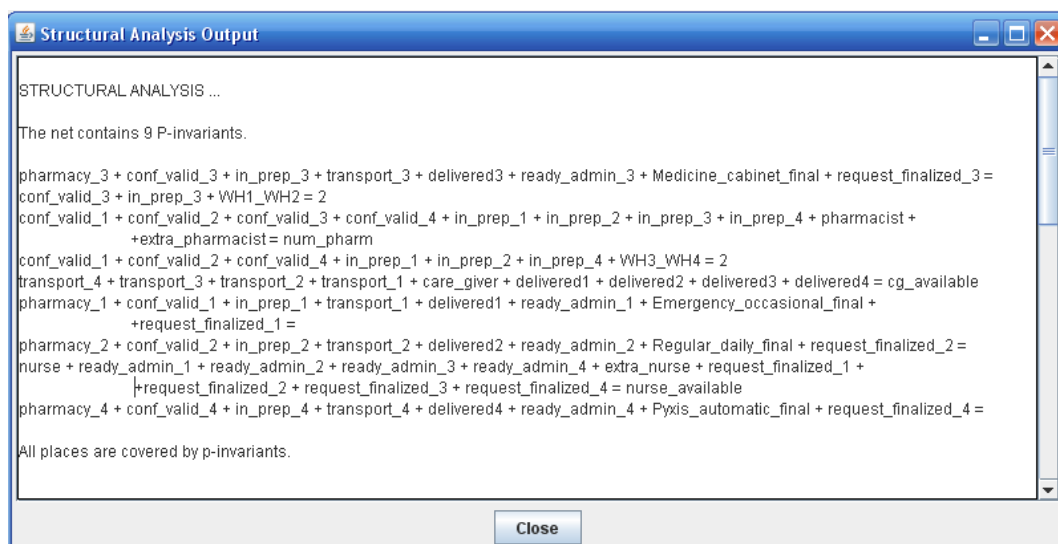 Structural Analysis Output
STRUCTURAL ANALYSIS ...
The net contains 9 P-invariants.
pharmacy_3 + conf_valid_3 + in_prep_3 + transport_3 + delivered3 + ready_admin_3 + Medicine_cabinet_final + request_finalized_3 =
conf_valid_3 + in_prep_3 + WH1_WH2 = 2
conf_valid_1 + conf_valid_2 + conf_valid_3 + conf_valid_4 + in_prep_1 + in_prep_2 + in_prep_3 + in_prep_4 + pharmacist +
+extra_pharmacist = num_pharm
conf_valid_1 + conf_valid_2 + conf_valid_4 + in_prep_1 + in_prep_2 + in_prep_4 + WH3_WH4 = 2
transport_4 + transport_3 + transport_2 + transport_1 + care_giver + delivered1 + delivered2 + delivered3 + delivered4 = cg_available
pharmacy_1 + conf_valid_1 + in_prep_1 + transport_1 + delivered1 + ready_admin_1 + Emergency_occasional_final +
+request_finalized_1 =
pharmacy_2 + conf_valid_2 + in_prep_2 + transport_2 + delivered2 + ready_admin_2 + Regular_daily_final + request_finalized_2 =
nurse + ready_admin_1 + ready_admin_2 + ready_admin_3 + ready_admin_4 + extra_nurse + request_finalized_1 +
+request_finalized_2 + request_finalized_3 + request_finalized_4 = nurse_available
pharmacy_4 + conf_valid_4 + in_prep_4 + transport_4 + delivered4 + ready_admin_4 + Pyxis_automatic_final + request_finalized_4 =
All places are covered by p-invariants.
Close